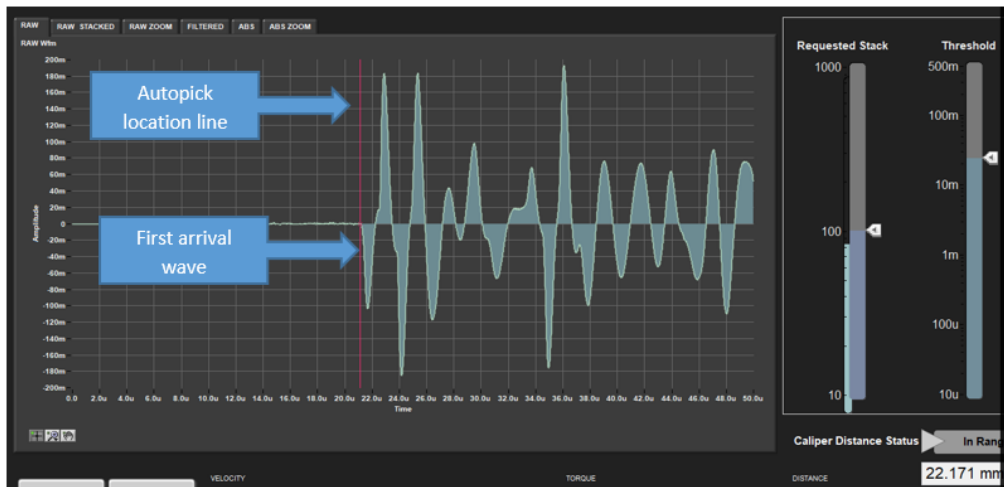 RAW
RAW STACKED
RAW ZOOM
FILTERED
ABS
ABS ZOOM
RAW Wfm
200m
180m
160m
140m
120m
100m
80m
60m
40m
20m
0
-20m
-40m
-60m
-80m
-100m
-120m
-140m
-160m
-180m
-200m
Amplitude
Autopick
location line
First arrival
wave
0.0 2.0u 4.0u 6.0u 8.0u 10.0u 12.0u 14.0u 16.0u 18.0u 20.0u 22.0u 24.0u 26.0u 28.0u 30.0u 32.0u 34.0u 36.0u 38.0u 40.0u 42.0u 44.0u 46.0u 48.0u 50.0u
Time
Requested Stack
1000
100
10
Threshold
500m
100m
10m
1m
100u
10u
Caliper Distance Status
In Rang
VELOCITY
TORQUE
DISTANCE
22.171 mm